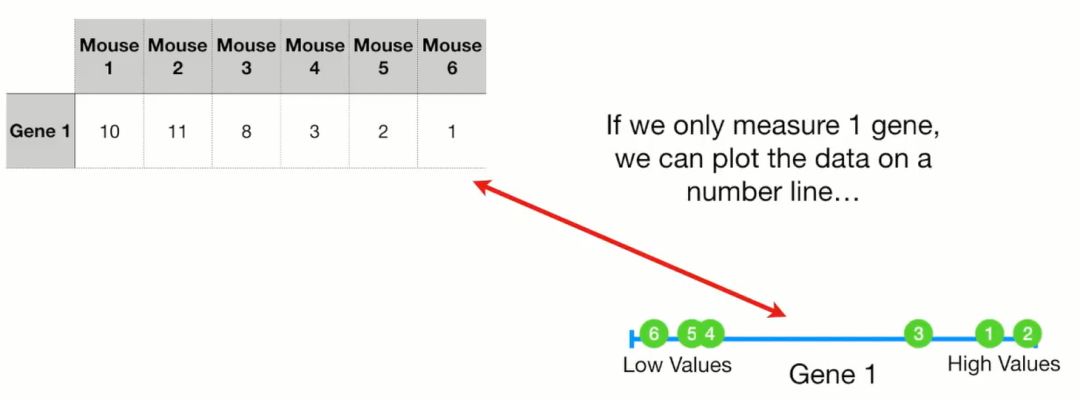 Mouse 1 Mouse 2 Mouse 3 Mouse 4 Mouse 5 Mouse 6
Gene 1 10 11 8 3 2 1
If we only measure 1 gene,
we can plot the data on a
number line…
6 5 4 3 1 2
Low Values High Values
Gene 1